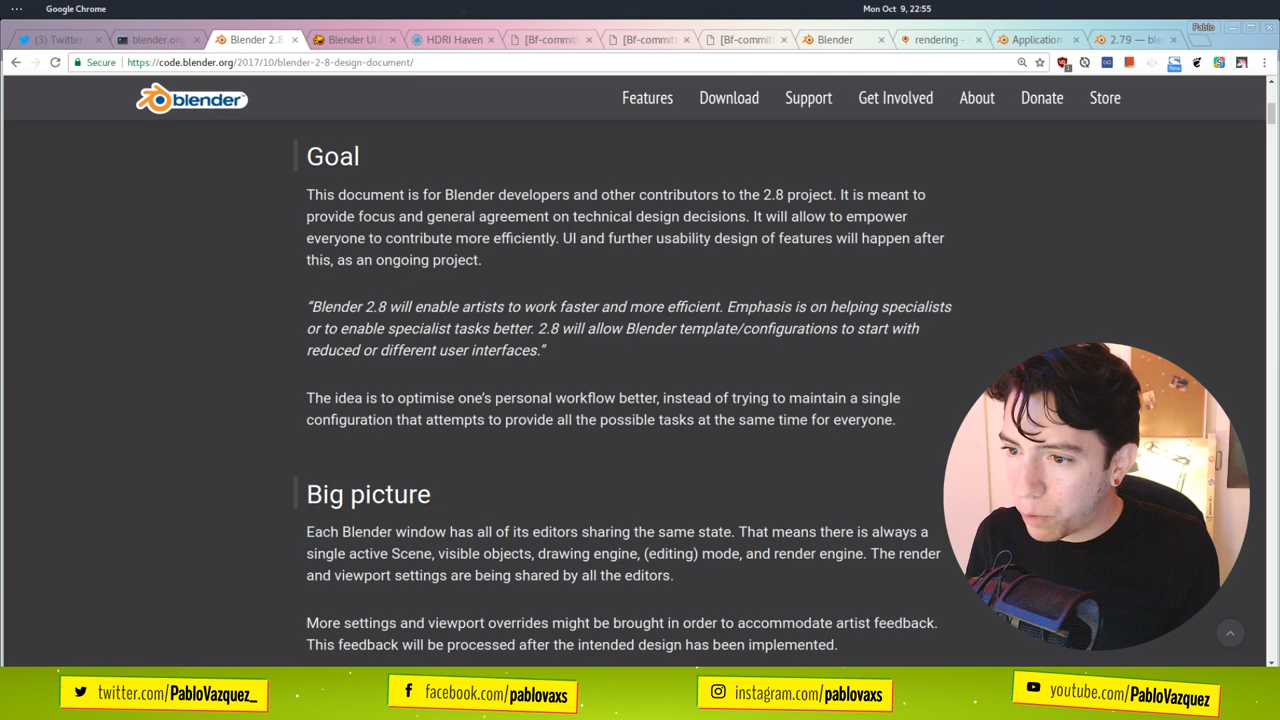 Google Chrome
Mon Oct 9, 22:55
(3) Twitter
blender.org
Blender 2.8
Blender UI
HDRI Haven
[Bf-committ
[Bf-committ
[Bf-committ
Blender
rendering -
Application
2.79 — ble
Pablo
Secure
https://code.blender.org/2017/10/blender-2-8-design-document/
blender
Features
Download
Support
Get Involved
About
Donate
Store
Goal
This document is for Blender developers and other contributors to the 2.8 project. It is meant to
provide focus and general agreement on technical design decisions. It will allow to empower
everyone to contribute more efficiently. UI and further usability design of features will happen after
this, as an ongoing project.
“Blender 2.8 will enable artists to work faster and more efficient. Emphasis is on helping specialists
or to enable specialist tasks better. 2.8 will allow Blender template/configurations to start with
reduced or different user interfaces.”
The idea is to optimise one’s personal workflow better, instead of trying to maintain a single
configuration that attempts to provide all the possible tasks at the same time for everyone.
Big picture
Each Blender window has all of its editors sharing the same state. That means there is always a
single active Scene, visible objects, drawing engine, (editing) mode, and render engine. The render
and viewport settings are being shared by all the editors.
More settings and viewport overrides might be brought in order to accommodate artist feedback.
This feedback will be processed after the intended design has been implemented.
twitter.com/PabloVazquez_
facebook.com/pablovaxs
instagram.com/pablovaxs
youtube.com/PabloVazquez